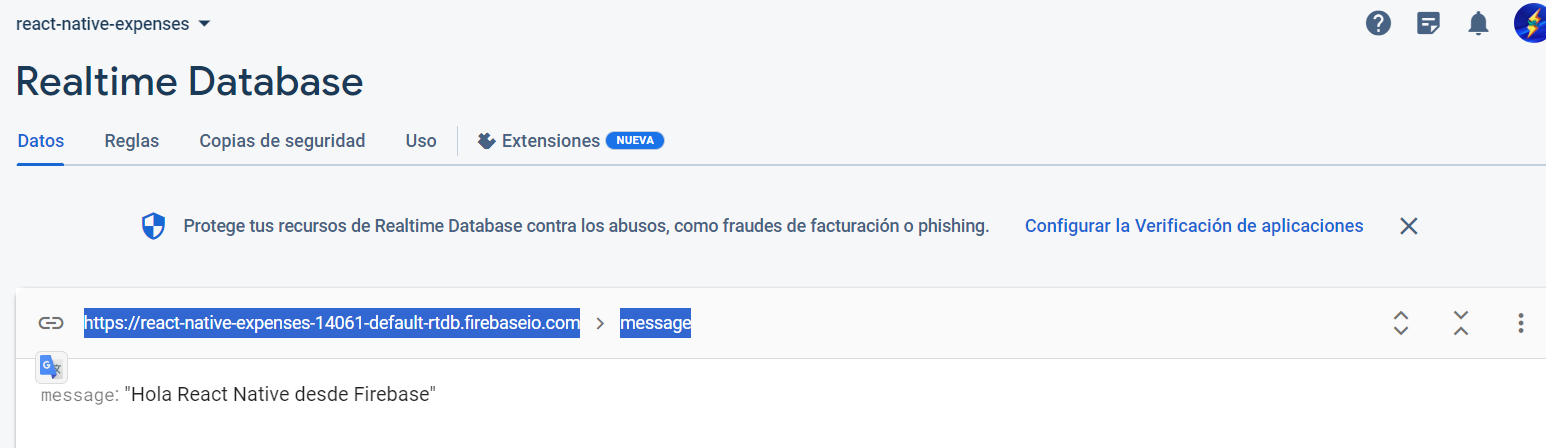 react-native-expenses
Realtime Database
Datos Reglas Copias de seguridad Uso Extensiones NUEVA
Protege tus recursos de Realtime Database contra los abusos, como fraudes de facturación o phishing. Configurar la Verificación de aplicaciones
https://react-native-expenses-14061-default-rtdb.firebaseio.com > message
message: "Hola React Native desde Firebase"